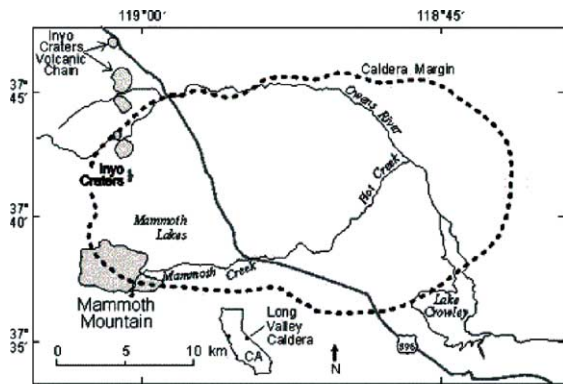 119°00'
118°45'
Inyo
Craters
Volcanic
Chain
Caldera Margin
37°
45'
Owens River
Hot Creek
Inyo
Craters
37°
40'
Mammoth
Lakes
Mammoth Creek
Mammoth
Mountain
Long
Valley
Caldera
CA
Lake
Crowley
395
37°
35'
0 5 10 km
N